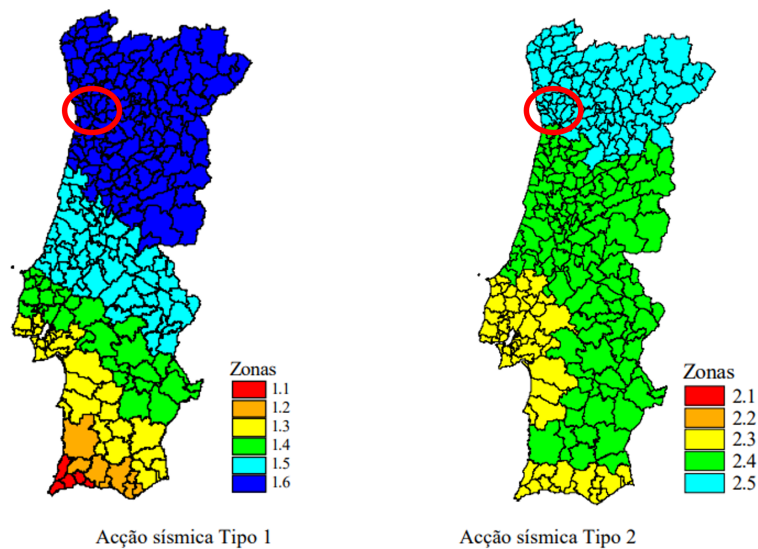 Zonas
1.1
1.2
1.3
1.4
1.5
1.6
Acção sísmica Tipo 1
Zonas
2.1
2.2
2.3
2.4
2.5
Acção sísmica Tipo 2